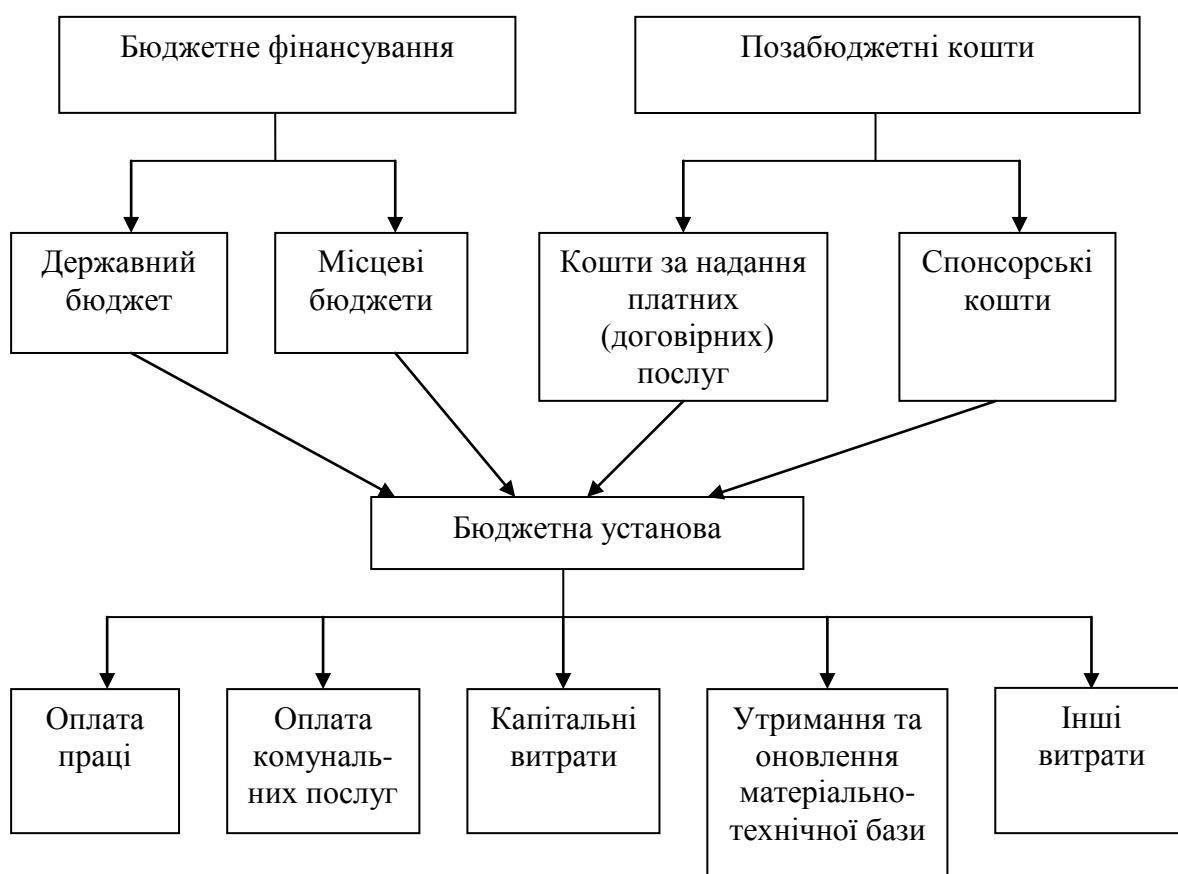 Бюджетне фінансування
Позабюджетні кошти
Державний
бюджет
Місцеві
бюджети
Кошти за надання
платних
(договірних)
послуг
Спонсорські
кошти
Бюджетна установа
Оплата
праці
Оплата
комуналь-
них послуг
Капітальні
витрати
Утримання та
оновлення
матеріально-
технічної бази
Інші
витрати